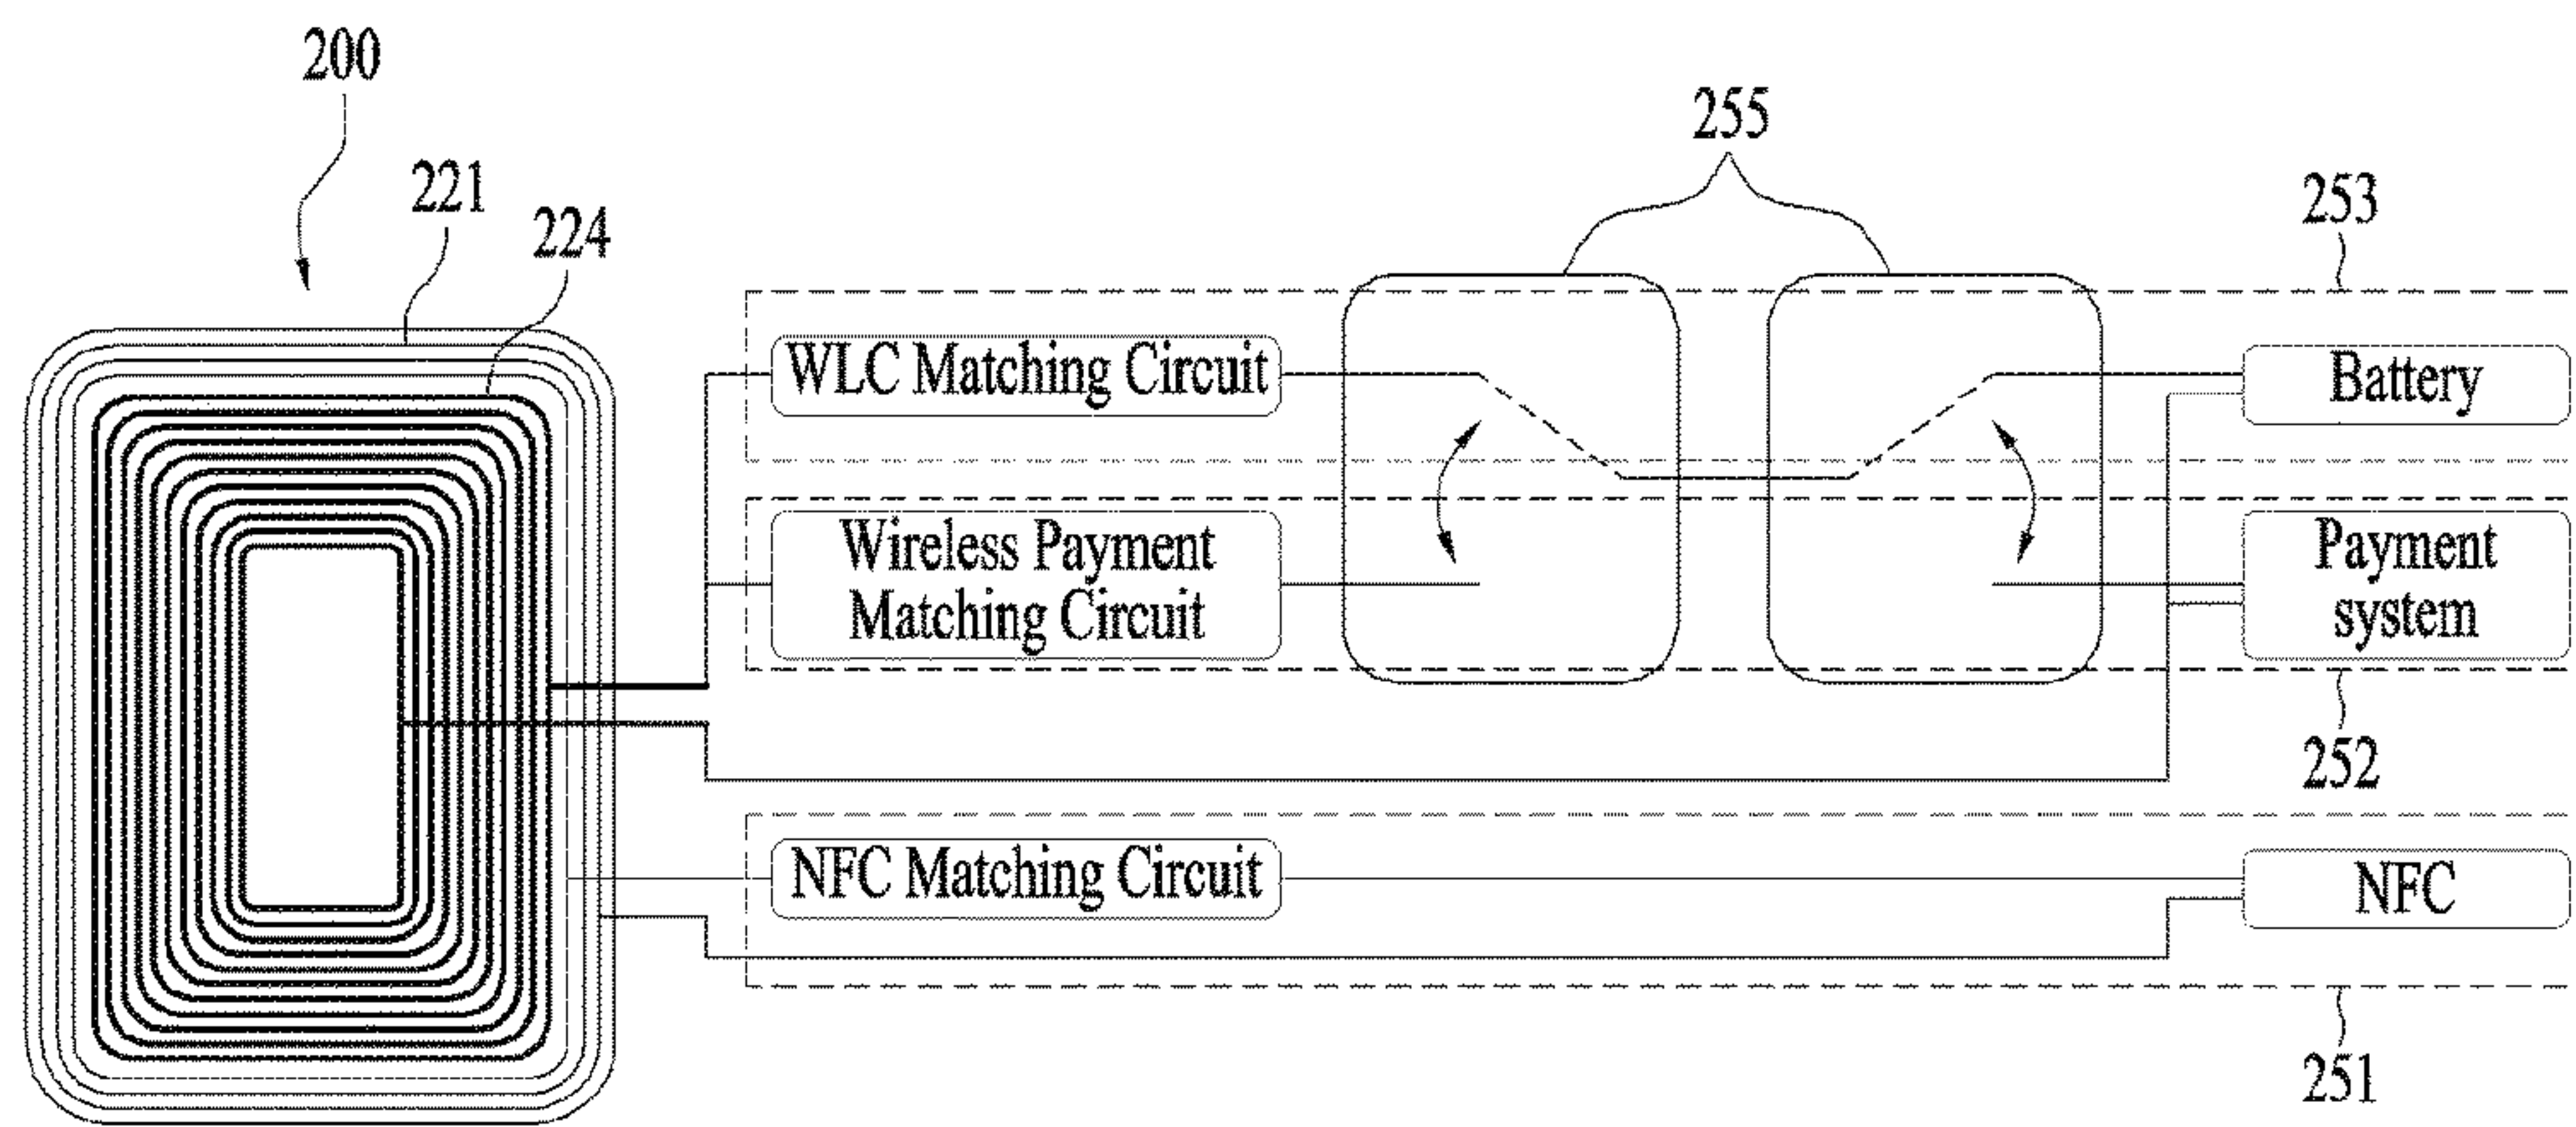 200
255
221
253
224
WLC Matching Circuit
Battery
Wireless Payment
Matching Circuit
Payment
system
252
NFC Matching Circuit
NFC
251